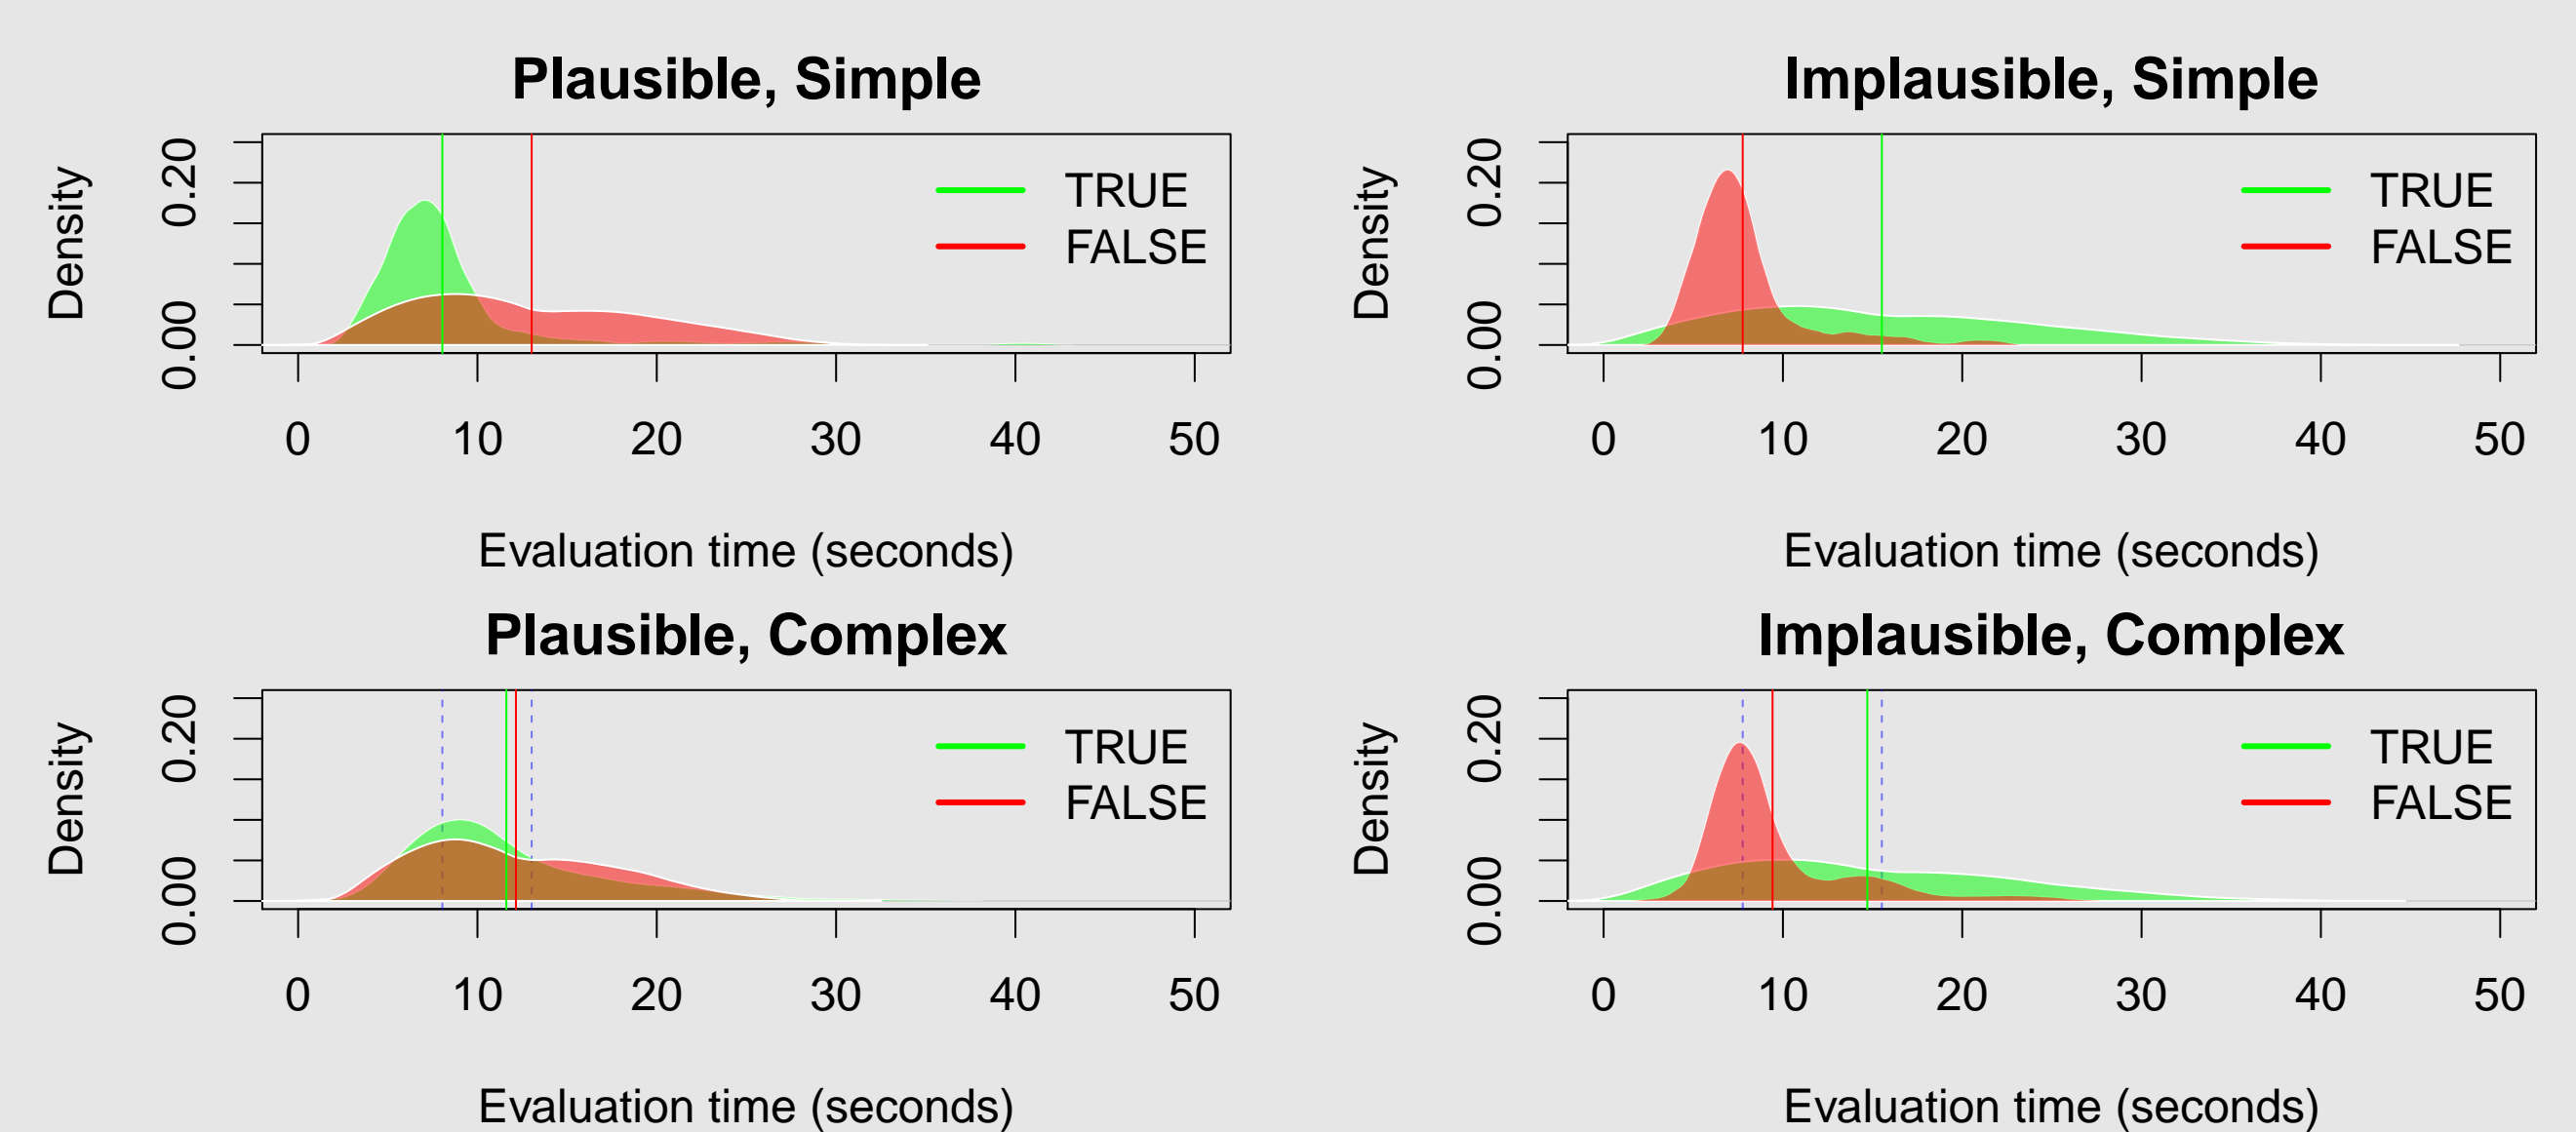 Plausible, Simple
Density
0.00 0.20
TRUE
FALSE
0 10 20 30 40 50
Evaluation time (seconds)
Implausible, Simple
Density
0.00 0.20
TRUE
FALSE
0 10 20 30 40 50
Evaluation time (seconds)
Plausible, Complex
Density
0.00 0.20
TRUE
FALSE
0 10 20 30 40 50
Evaluation time (seconds)
Implausible, Complex
Density
0.00 0.20
TRUE
FALSE
0 10 20 30 40 50
Evaluation time (seconds)